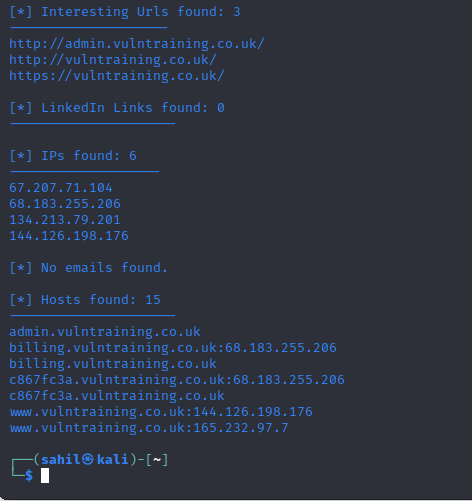 [*] Interesting Urls found: 3
--------------------
http://admin.vulntraining.co.uk/
http://vulntraining.co.uk/
https://vulntraining.co.uk/
[*] LinkedIn Links found: 0
---------------------
[*] IPs found: 6
-------------------
67.207.71.104
68.183.255.206
134.213.79.201
144.126.198.176
[*] No emails found.
[*] Hosts found: 15
---------------------
admin.vulntraining.co.uk
billing.vulntraining.co.uk:68.183.255.206
billing.vulntraining.co.uk
c867fc3a.vulntraining.co.uk:68.183.255.206
c867fc3a.vulntraining.co.uk
www.vulntraining.co.uk:144.126.198.176
www.vulntraining.co.uk:165.232.97.7
┌──(sahil㉿kali)-[~]
└─$